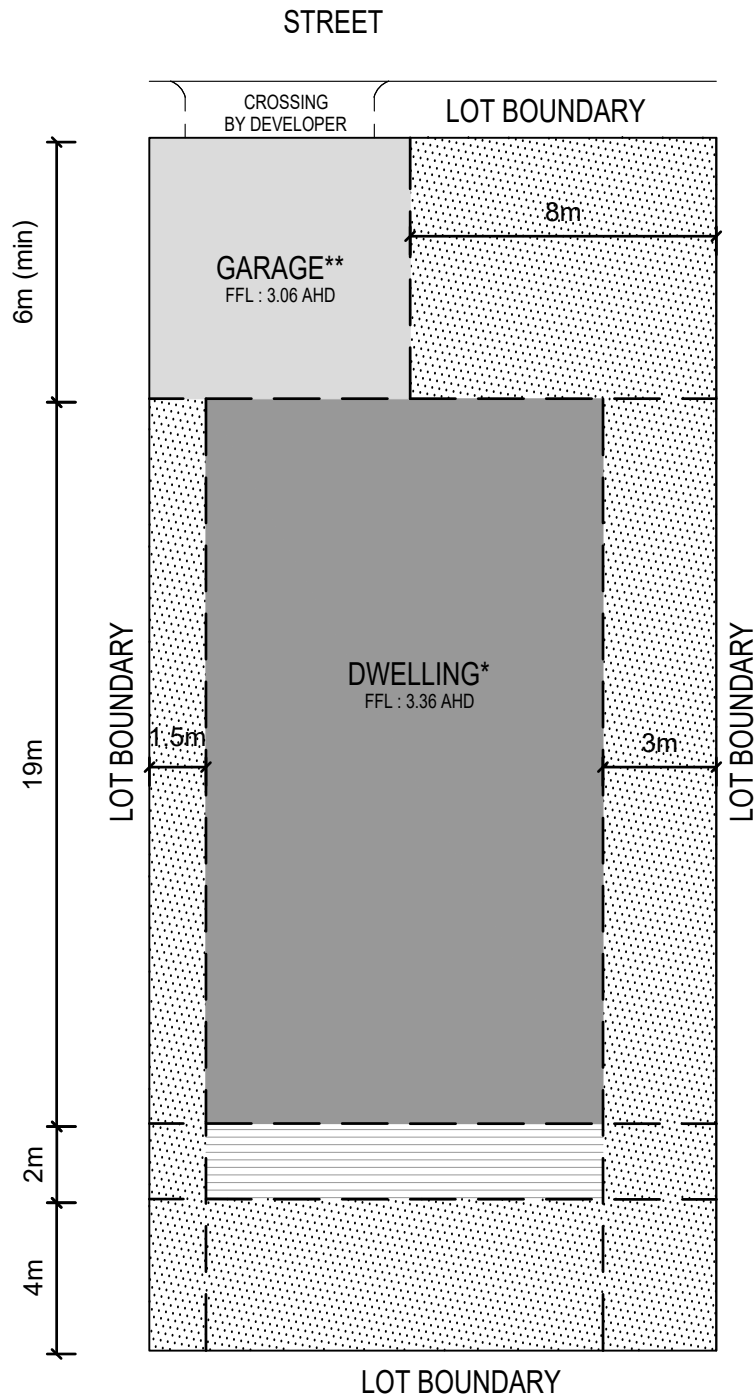 STREET
CROSSING
BY DEVELOPER
LOT BOUNDARY
8m
6m (min)
GARAGE**
FFL : 3.06 AHD
DWELLING*
FFL : 3.36 AHD
LOT BOUNDARY
LOT BOUNDARY
1.5m
3m
19m
2m
4m
LOT BOUNDARY